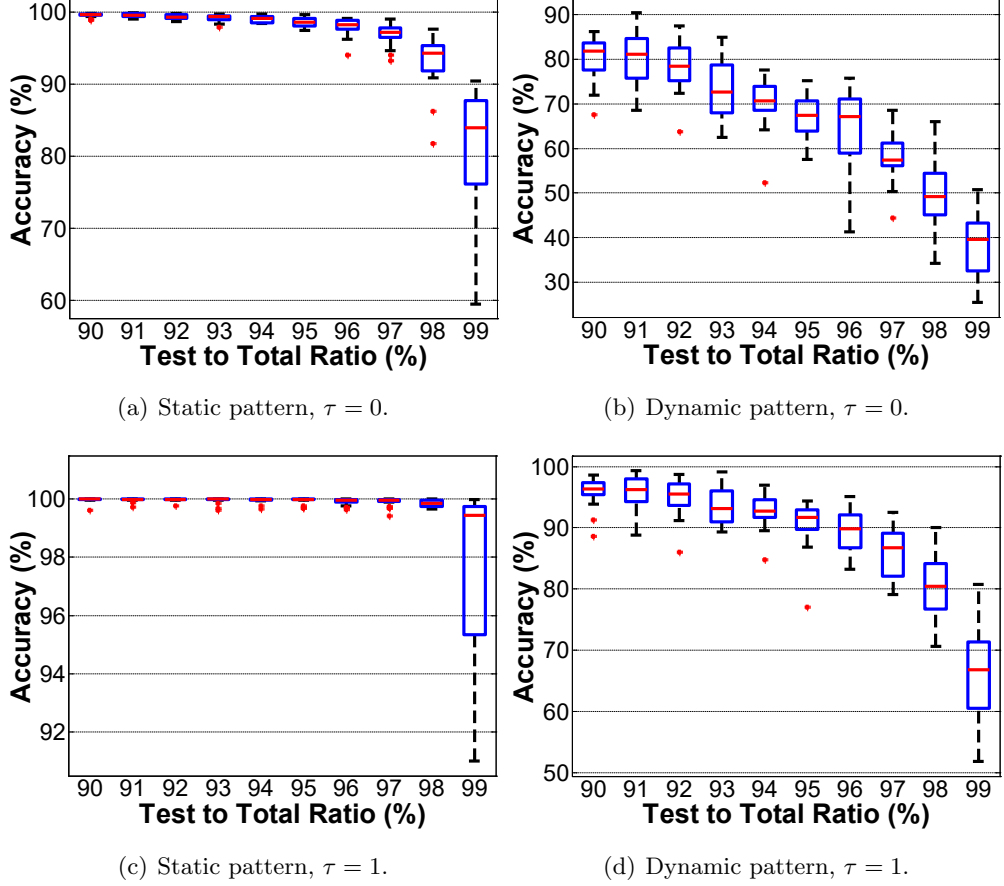 100
90
80
70
60
Accuracy (%)
90 91 92 93 94 95 96 97 98 99
Test to Total Ratio (%)
(a) Static pattern, τ = 0.
90
80
70
60
50
40
30
Accuracy (%)
90 91 92 93 94 95 96 97 98 99
Test to Total Ratio (%)
(b) Dynamic pattern, τ = 0.
100
98
96
94
92
Accuracy (%)
90 91 92 93 94 95 96 97 98 99
Test to Total Ratio (%)
(c) Static pattern, τ = 1.
100
90
80
70
60
50
Accuracy (%)
90 91 92 93 94 95 96 97 98 99
Test to Total Ratio (%)
(d) Dynamic pattern, τ = 1.